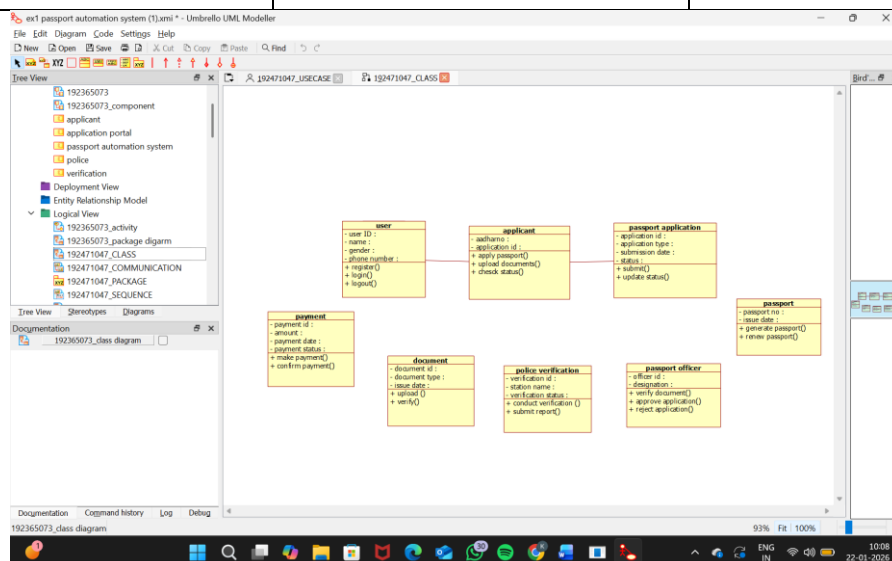 ex1 passport automation system (1).xmi * - Umbrello UML Modeller
File Edit Diagram Code Settings Help
New Open Save Cut Copy Paste Find
XYZ
Tree View
192471047_USECASE 192471047_CLASS
Bird'...
192365073
192365073_component
applicant
application portal
passport automation system
police
verification
Deployment View
Entity Relationship Model
Logical View
192365073_activity
192365073_package digarm
192471047_CLASS
192471047_COMMUNICATION
192471047_PACKAGE
192471047_SEQUENCE
Tree View Stereotypes Diagrams
Documentation
192365073_class diagram
user
- user ID :
- name :
- gender :
- phone number :
+ register()
+ login()
+ logout()
applicant
- aadharno :
- application id :
+ apply passport()
+ upload documents()
+ chesck status()
passport application
- application id :
- application type :
- submission date :
- status :
+ submit()
+ update status()
passport
- passport no :
- issue date :
+ generate passport()
+ renew passport()
payment
- payment id :
- amount :
- payment date :
- payment status :
+ make payment()
+ confirm payment()
document
- document id :
- document type :
- issue date :
+ upload ()
+ verify()
police verification
- verification id :
- station name :
- verification status :
+ conduct verification ()
+ submit report()
passport officer
- officer id :
- designation :
+ verify document()
+ approve application()
+ reject application()
Documentation Command history Log Debug
192365073_class diagram
93% Fit 100%
30
ENG
IN
10:08
22-01-2026